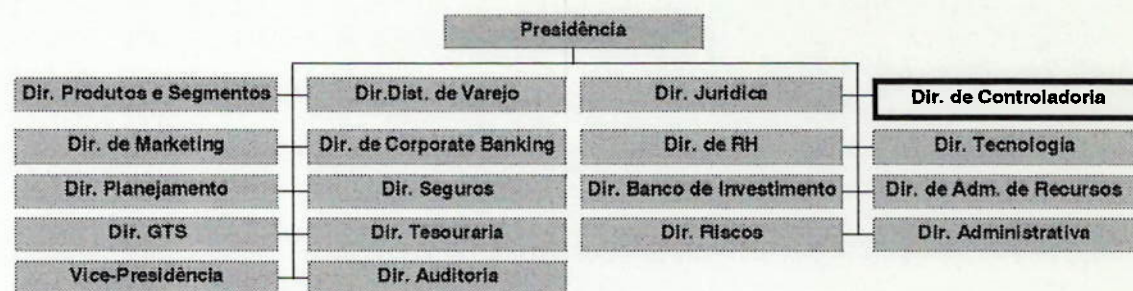 Presidência
Dir. Produtos e Segmentos
Dir.Dist. de Varejo
Dir. Juridica
Dir. de Controladoria
Dir. de Marketing
Dir. de Corporate Banking
Dir. de RH
Dir. Tecnologia
Dir. Planejamento
Dir. Seguros
Dir. Banco de Investimento
Dir. de Adm. de Recursos
Dir. GTS
Dir. Tesouraria
Dir. Riscos
Dir. Administrativa
Vice-Presidência
Dir. Auditoria